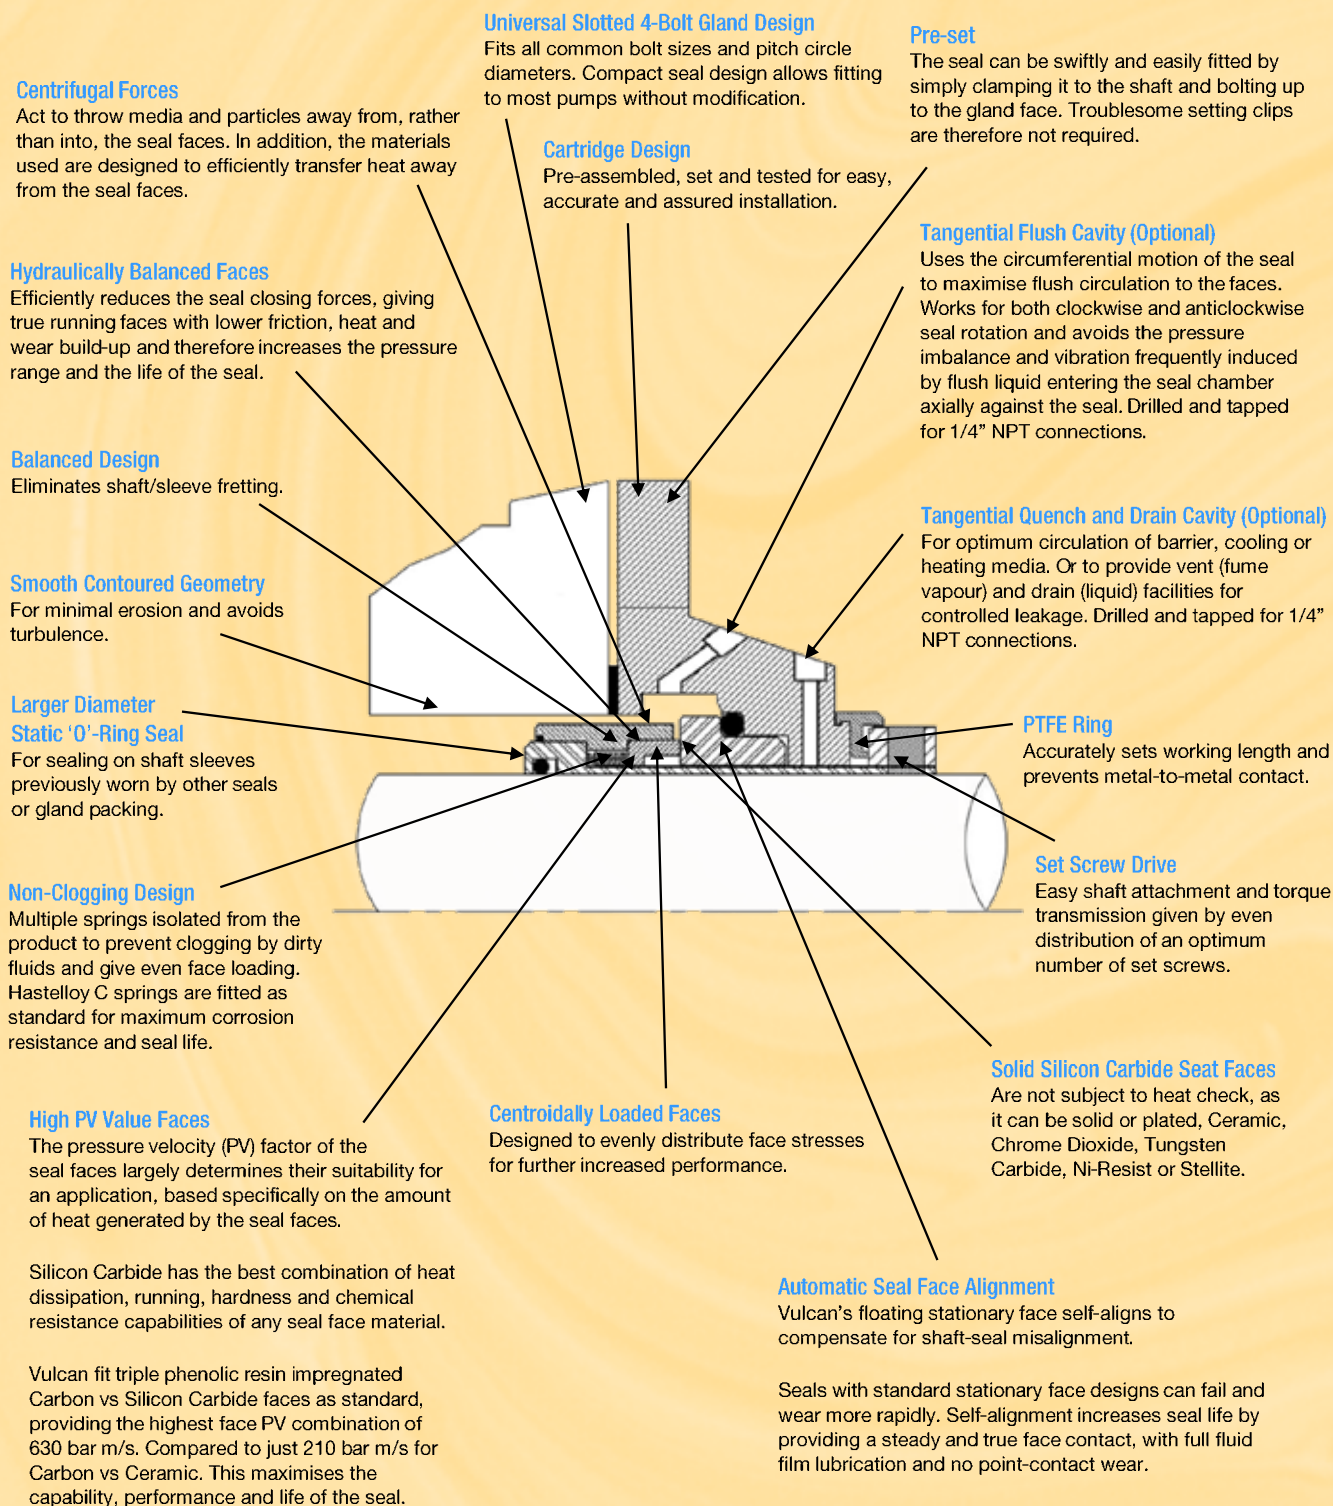 Universal Slotted 4-Bolt Gland Design
Fits all common bolt sizes and pitch circle
diameters. Compact seal design allows fitting
to most pumps without modification.
Pre-set
The seal can be swiftly and easily fitted by
simply clamping it to the shaft and bolting up
to the gland face. Troublesome setting clips
are therefore not required.
Centrifugal Forces
Act to throw media and particles away from, rather
than into, the seal faces. In addition, the materials
used are designed to efficiently transfer heat away
from the seal faces.
Cartridge Design
Pre-assembled, set and tested for easy,
accurate and assured installation.
Tangential Flush Cavity (Optional)
Uses the circumferential motion of the seal
to maximise flush circulation to the faces.
Works for both clockwise and anticlockwise
seal rotation and avoids the pressure
imbalance and vibration frequently induced
by flush liquid entering the seal chamber
axially against the seal. Drilled and tapped
for 1/4” NPT connections.
Hydraulically Balanced Faces
Efficiently reduces the seal closing forces, giving
true running faces with lower friction, heat and
wear build-up and therefore increases the pressure
range and the life of the seal.
Balanced Design
Eliminates shaft/sleeve fretting.
Tangential Quench and Drain Cavity (Optional)
For optimum circulation of barrier, cooling or
heating media. Or to provide vent (fume
vapour) and drain (liquid) facilities for
controlled leakage. Drilled and tapped for 1/4”
NPT connections.
Smooth Contoured Geometry
For minimal erosion and avoids
turbulence.
Larger Diameter
Static ‘O’-Ring Seal
For sealing on shaft sleeves
previously worn by other seals
or gland packing.
PTFE Ring
Accurately sets working length and
prevents metal-to-metal contact.
Set Screw Drive
Easy shaft attachment and torque
transmission given by even
distribution of an optimum
number of set screws.
Non-Clogging Design
Multiple springs isolated from the
product to prevent clogging by dirty
fluids and give even face loading.
Hastelloy C springs are fitted as
standard for maximum corrosion
resistance and seal life.
Solid Silicon Carbide Seat Faces
Are not subject to heat check, as
it can be solid or plated, Ceramic,
Chrome Dioxide, Tungsten
Carbide, Ni-Resist or Stellite.
High PV Value Faces
The pressure velocity (PV) factor of the
seal faces largely determines their suitability for
an application, based specifically on the amount
of heat generated by the seal faces.
Silicon Carbide has the best combination of heat
dissipation, running, hardness and chemical
resistance capabilities of any seal face material.
Vulcan fit triple phenolic resin impregnated
Carbon vs Silicon Carbide faces as standard,
providing the highest face PV combination of
630 bar m/s. Compared to just 210 bar m/s for
Carbon vs Ceramic. This maximises the
capability, performance and life of the seal.
Centroidally Loaded Faces
Designed to evenly distribute face stresses
for further increased performance.
Automatic Seal Face Alignment
Vulcan’s floating stationary face self-aligns to
compensate for shaft-seal misalignment.
Seals with standard stationary face designs can fail and
wear more rapidly. Self-alignment increases seal life by
providing a steady and true face contact, with full fluid
film lubrication and no point-contact wear.